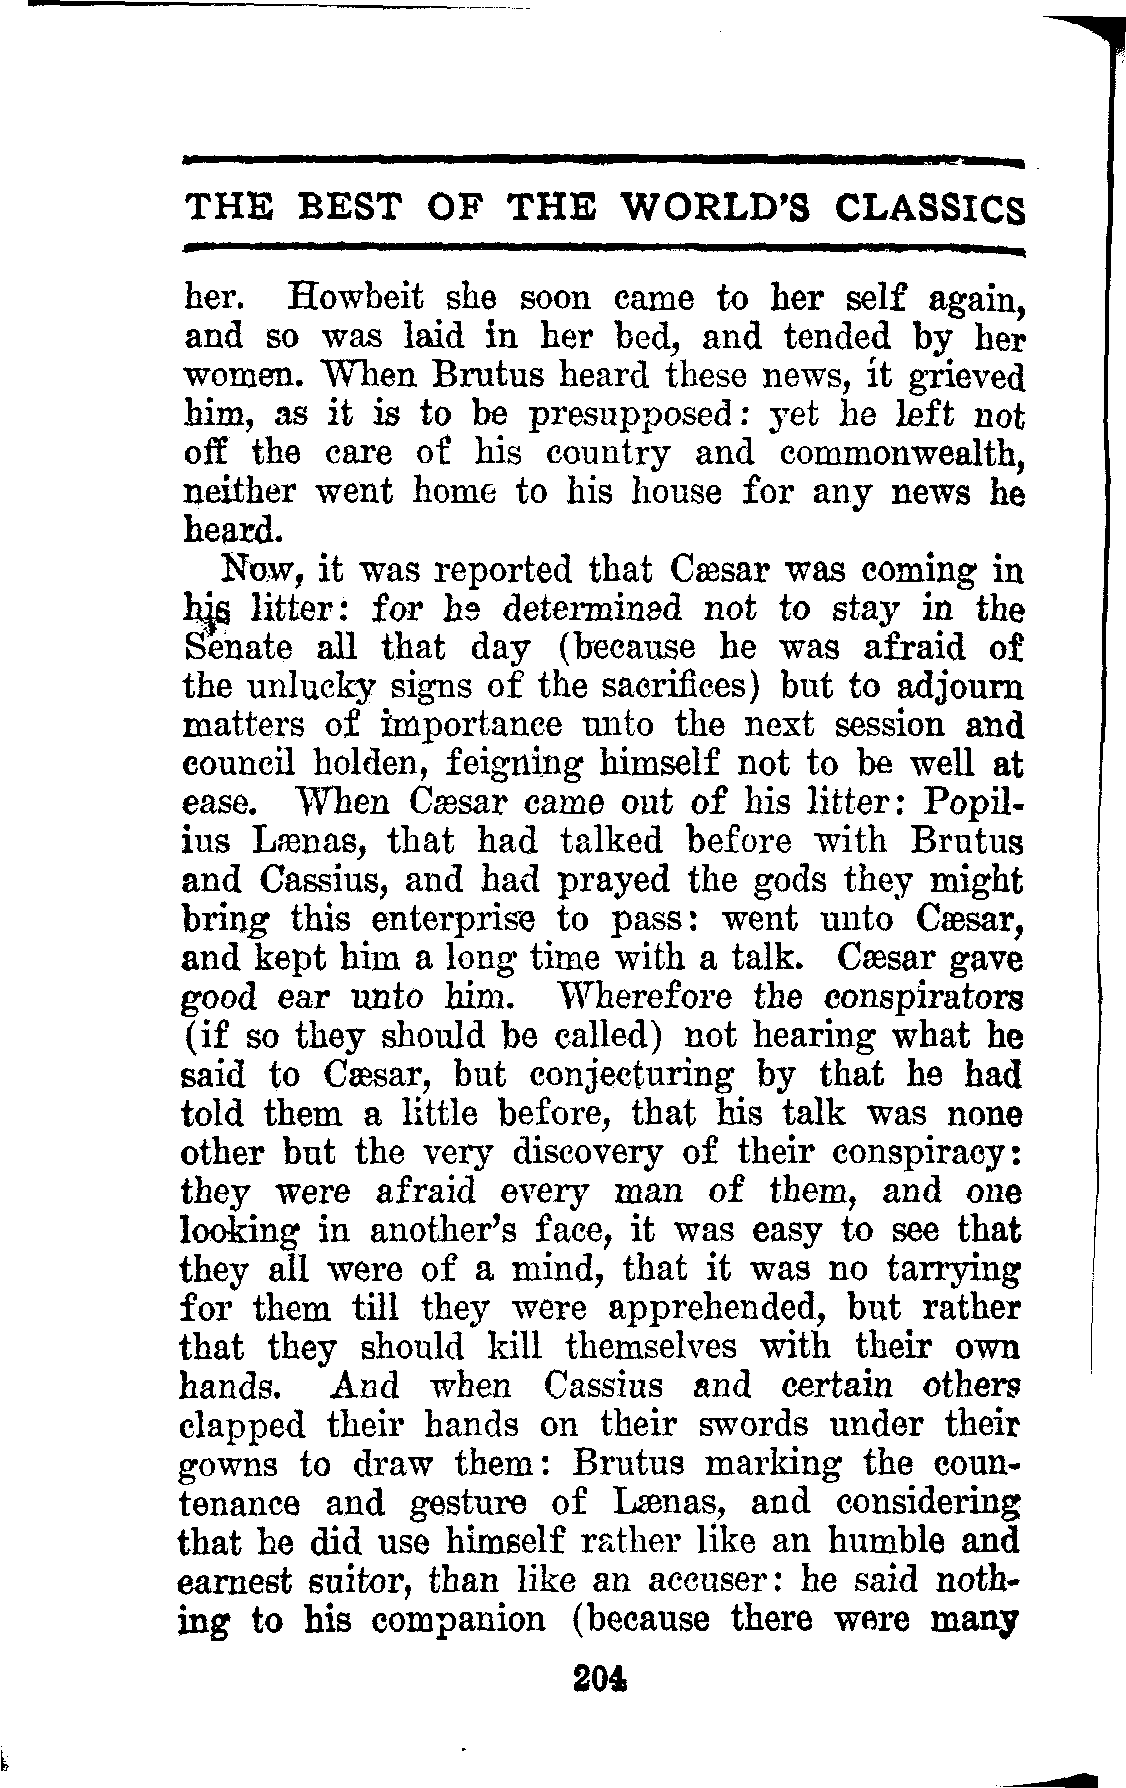 THE BEST OF THE WORLD'S CLASSICS
her. Howbeit she soon came to her self again,
and so was laid in her bed, and tended by her
women. When Brutus heard these news, it grieved
him, as it is to be presupposed: yet he left not
off the care of his country and commonwealth,
neither went home to his house for any news he
heard.
Now, it was reported that Cæsar was coming in
his litter: for he determined not to stay in the
Senate all that day (because he was afraid of
the unlucky signs of the sacrifices) but to adjourn
matters of importance unto the next session and
council holden, feigning himself not to be well at
ease. When Cæsar came out of his litter: Popil-
ius Lænas, that had talked before with Brutus
and Cassius, and had prayed the gods they might
bring this enterprise to pass: went unto Cæsar,
and kept him a long time with a talk. Cæsar gave
good ear unto him. Wherefore the conspirators
(if so they should be called) not hearing what he
said to Cæsar, but conjecturing by that he had
told them a little before, that his talk was none
other but the very discovery of their conspiracy:
they were afraid every man of them, and one
looking in another's face, it was easy to see that
they all were of a mind, that it was no tarrying
for them till they were apprehended, but rather
that they should kill themselves with their own
hands. And when Cassius and certain others
clapped their hands on their swords under their
gowns to draw them: Brutus marking the coun-
tenance and gesture of Lænas, and considering
that he did use himself rather like an humble and
earnest suitor, than like an accuser: he said noth-
ing to his companion (because there were many
204